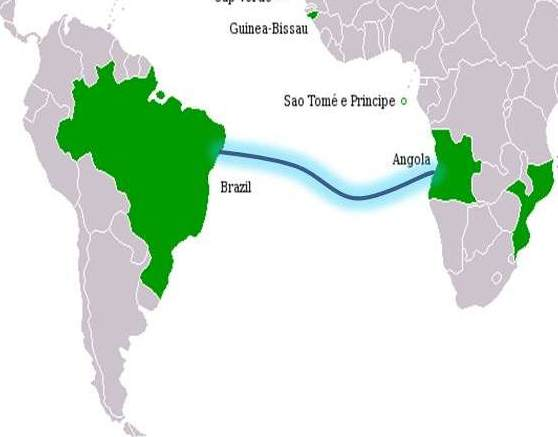 Guinea-Bissau
Sao Tomé e Principe
Angola
Brazil